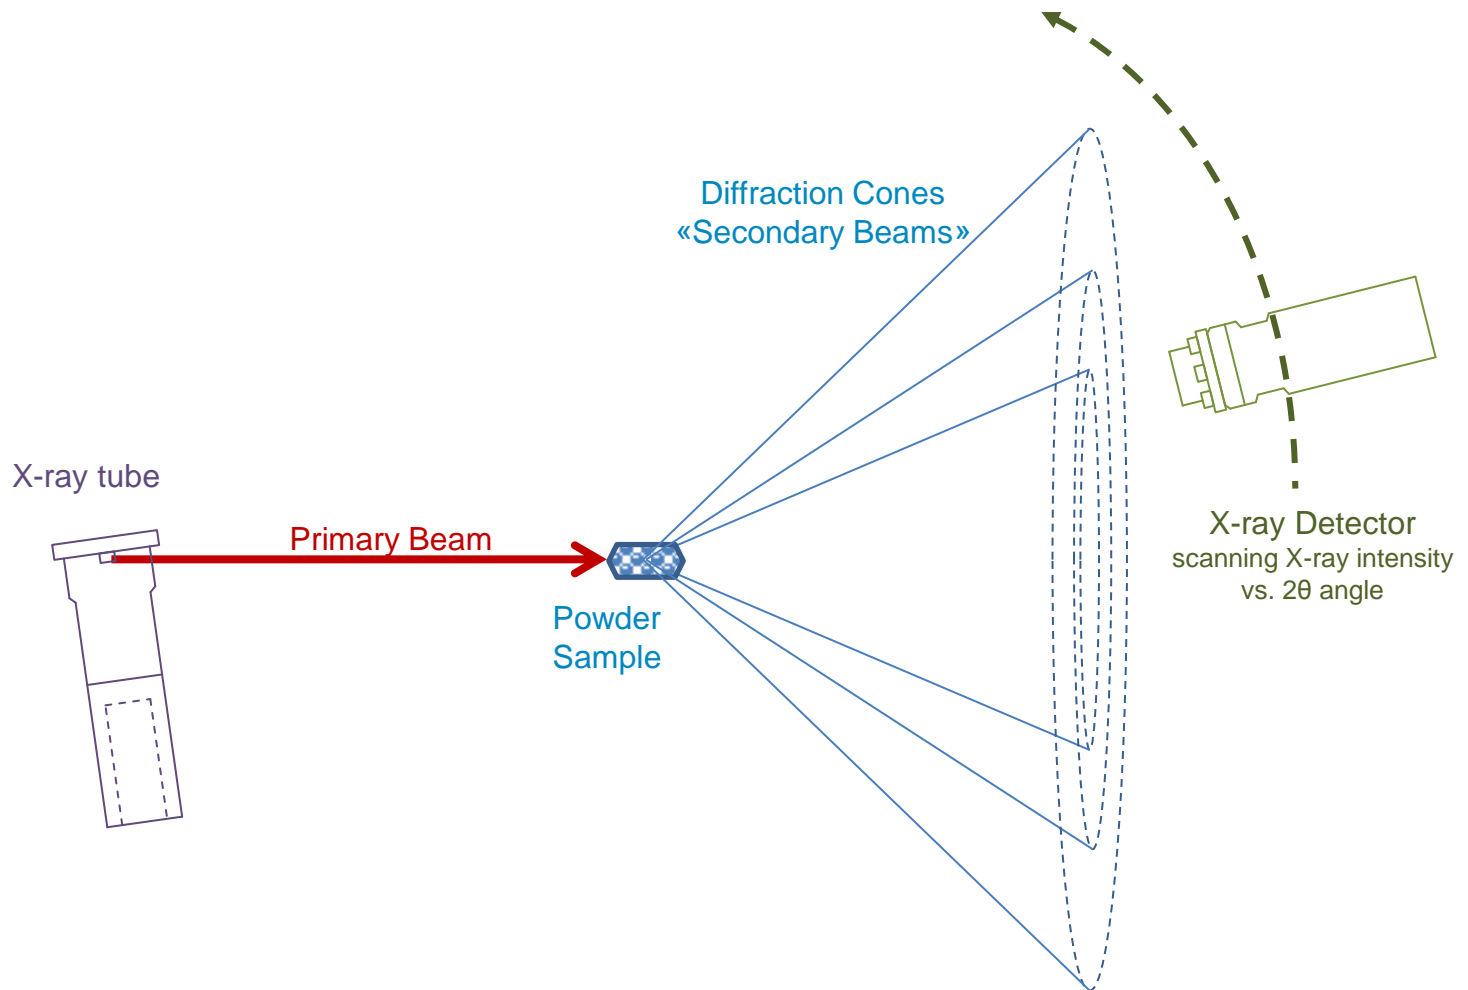 Diffraction Cones
«Secondary Beams»
X-ray tube
Primary Beam
X-ray Detector
scanning X-ray intensity
vs. 2θ angle
Powder
Sample